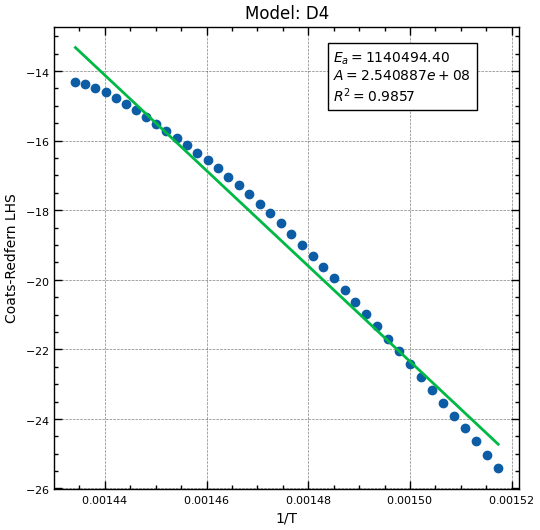 Model: D4
E_a = 1140494.40
A = 2.540887e + 08
R² = 0.9857
Coats-Redfern LHS
−14
−16
−18
−20
−22
−24
−26
0.00144 0.00146 0.00148 0.00150 0.00152
1/T